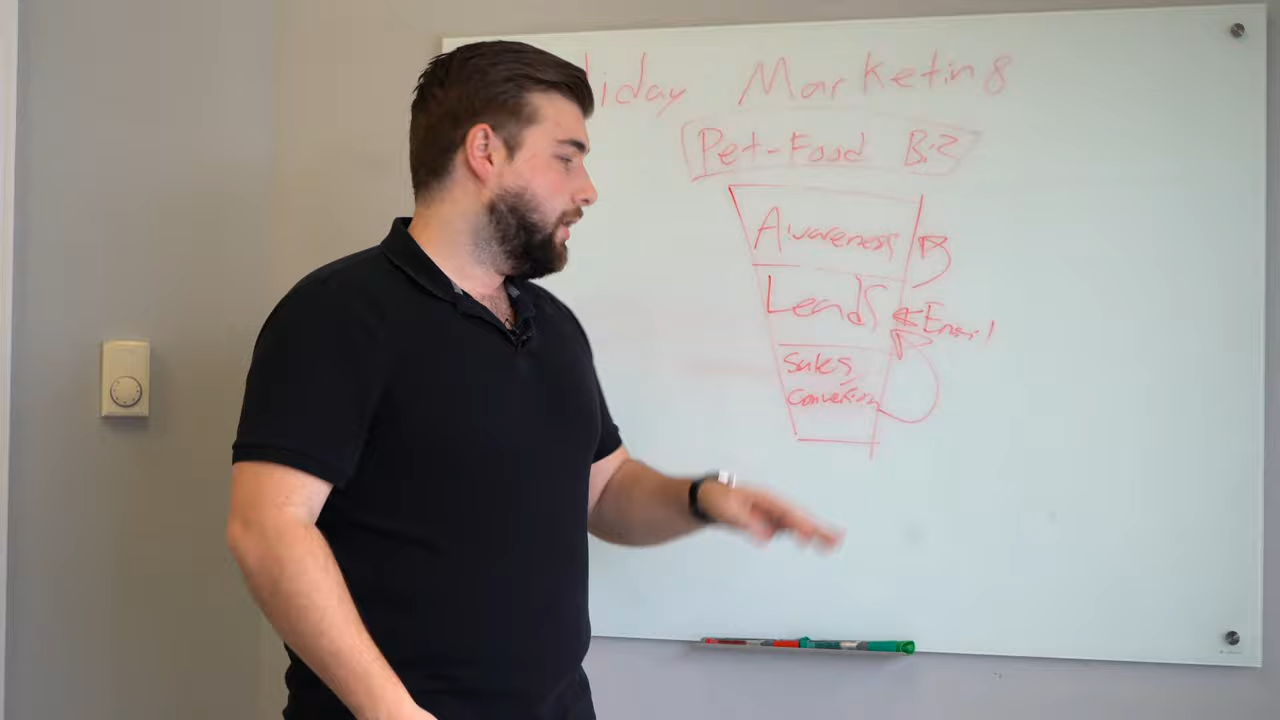 liday Marketing
Pet-Food Biz
Awareness
Leads
Email
Sales
Conversion